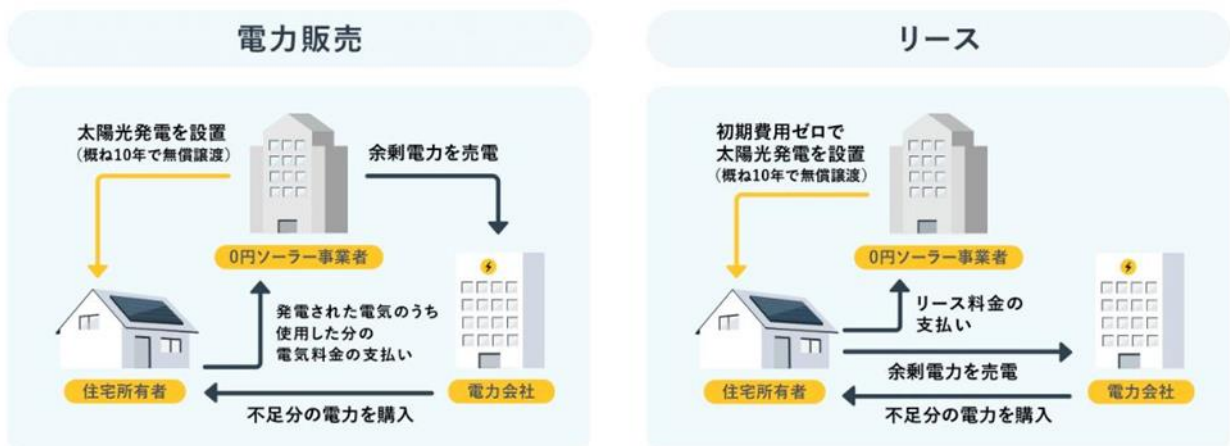 電力販売
太陽光発電を設置
(概ね10年で無償譲渡)
余剰電力を売電
0円ソーラー事業者
発電された電気のうち
使用した分の
電気料金の支払い
住宅所有者
電力会社
不足分の電力を購入
リース
初期費用ゼロで
太陽光発電を設置
(概ね10年で無償譲渡)
0円ソーラー事業者
リース料金の
支払い
余剰電力を売電
住宅所有者
電力会社
不足分の電力を購入